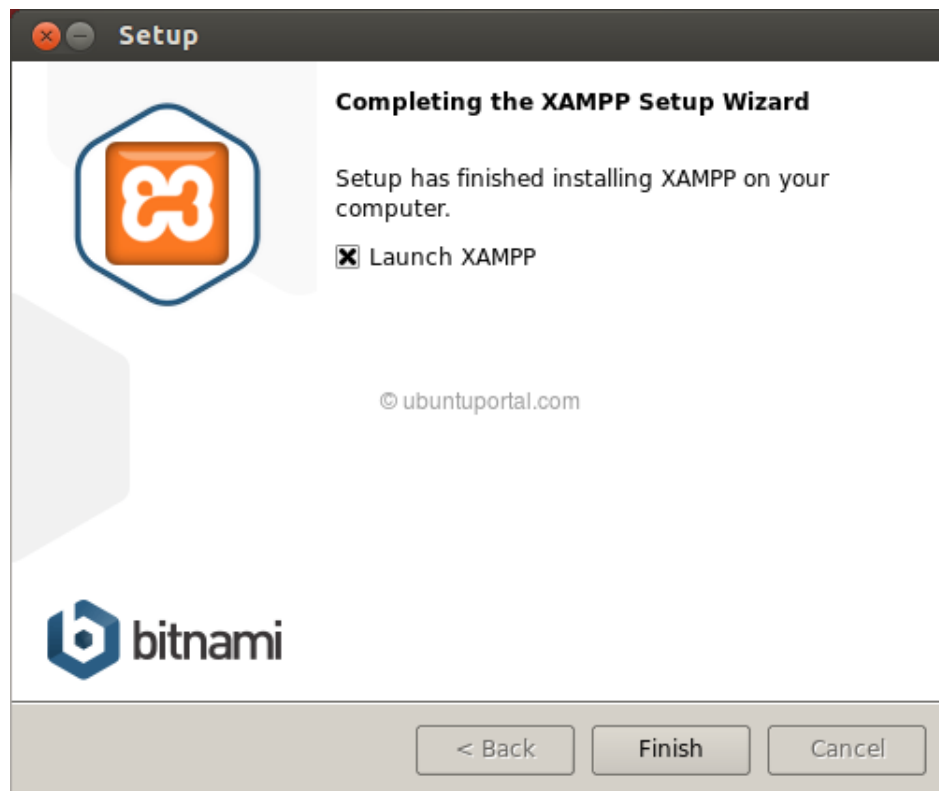 Setup
Completing the XAMPP Setup Wizard
Setup has finished installing XAMPP on your
computer.
Launch XAMPP
© ubuntuportal.com
bitnami
< Back Finish Cancel